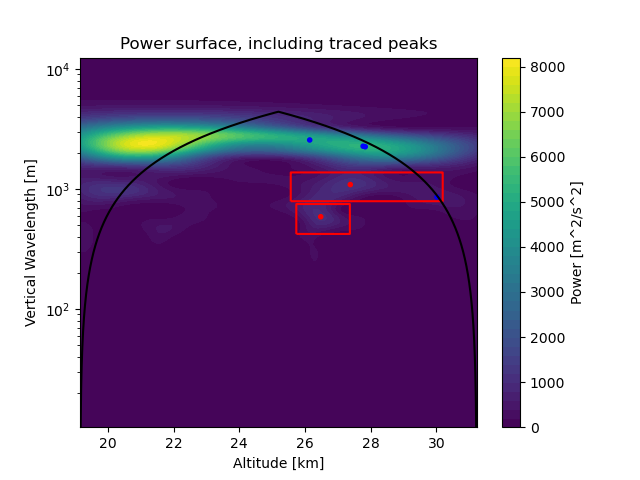 Power surface, including traced peaks
10^4
10^3
10^2
Vertical Wavelength [m]
20 22 24 26 28 30
Altitude [km]
8000
7000
6000
5000
4000
3000
2000
1000
0
Power [m^2/s^2]